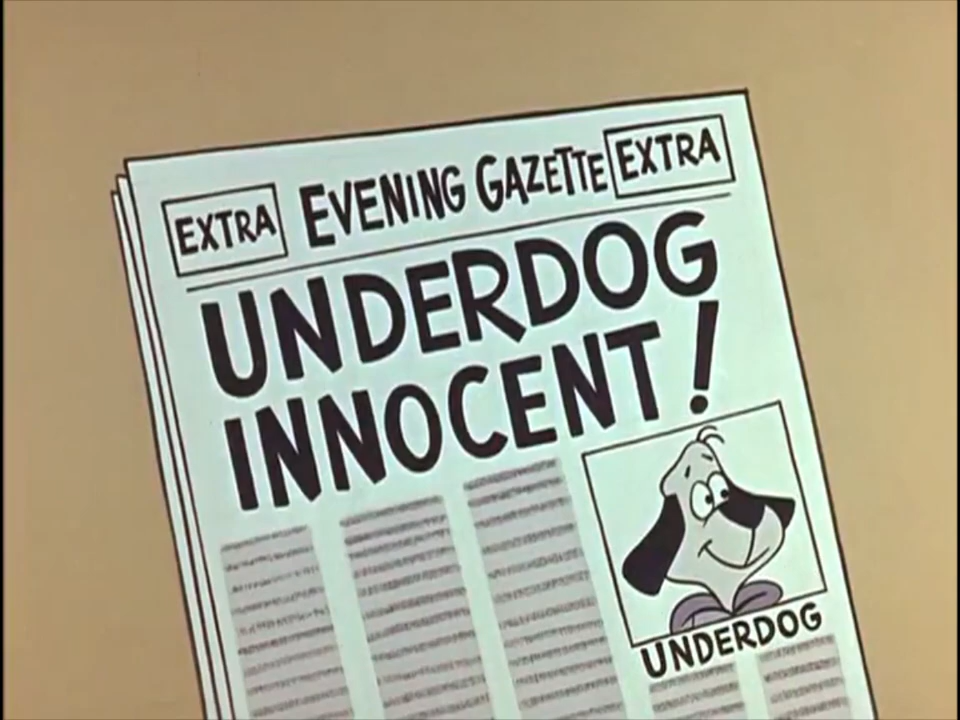 EXTRA EVENING GAZETTE EXTRA
UNDERDOG
INNOCENT!
UNDERDOG